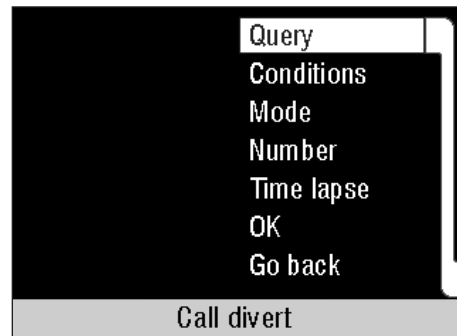 Query
Conditions
Mode
Number
Time lapse
OK
Go back
Call divert